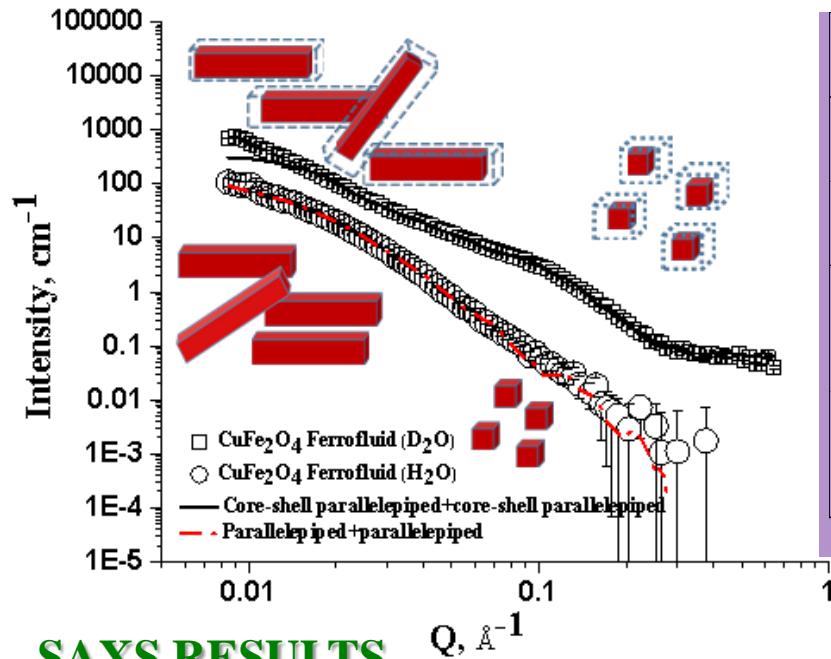 100000
10000
1000
100
10
1
0.1
0.01
1E-3
1E-4
1E-5
Intensity, cm⁻¹
CuFe₂O₄ Ferrofluid (D₂O)
CuFe₂O₄ Ferrofluid (H₂O)
Core-shell parallelepiped+core-shell parallelepiped
Parallelepiped+parallelepiped
0.01 0.1 1
Q, Å⁻¹
SAXS RESULTS